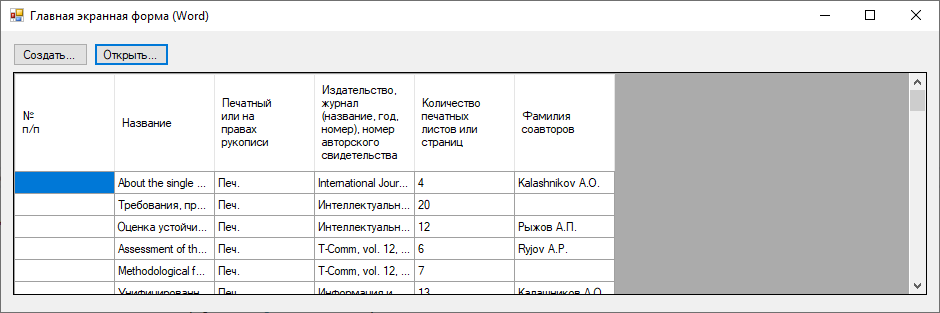 Главная экранная форма (Word)
Создать... Открыть...
№
п/п
Название
Печатный
или на
правах
рукописи
Издательство,
журнал
(название, год,
номер), номер
авторского
свидетельства
Количество
печатных
листов или
страниц
Фамилия
соавторов
About the single ... Печ. International Jour... 4 Kalashnikov A.O.
Требования, пр... Печ. Интеллектуальн... 20
Оценка устойчи... Печ. Интеллектуальн... 12 Рыжов А.П.
Assessment of th... Печ. T-Comm, vol. 12, ... 6 Ryjov A.P.
Methodological f... Печ. T-Comm, vol. 12, ... 7
Унифицированн... Печ. Информация и ... 13 Калашников А.О.